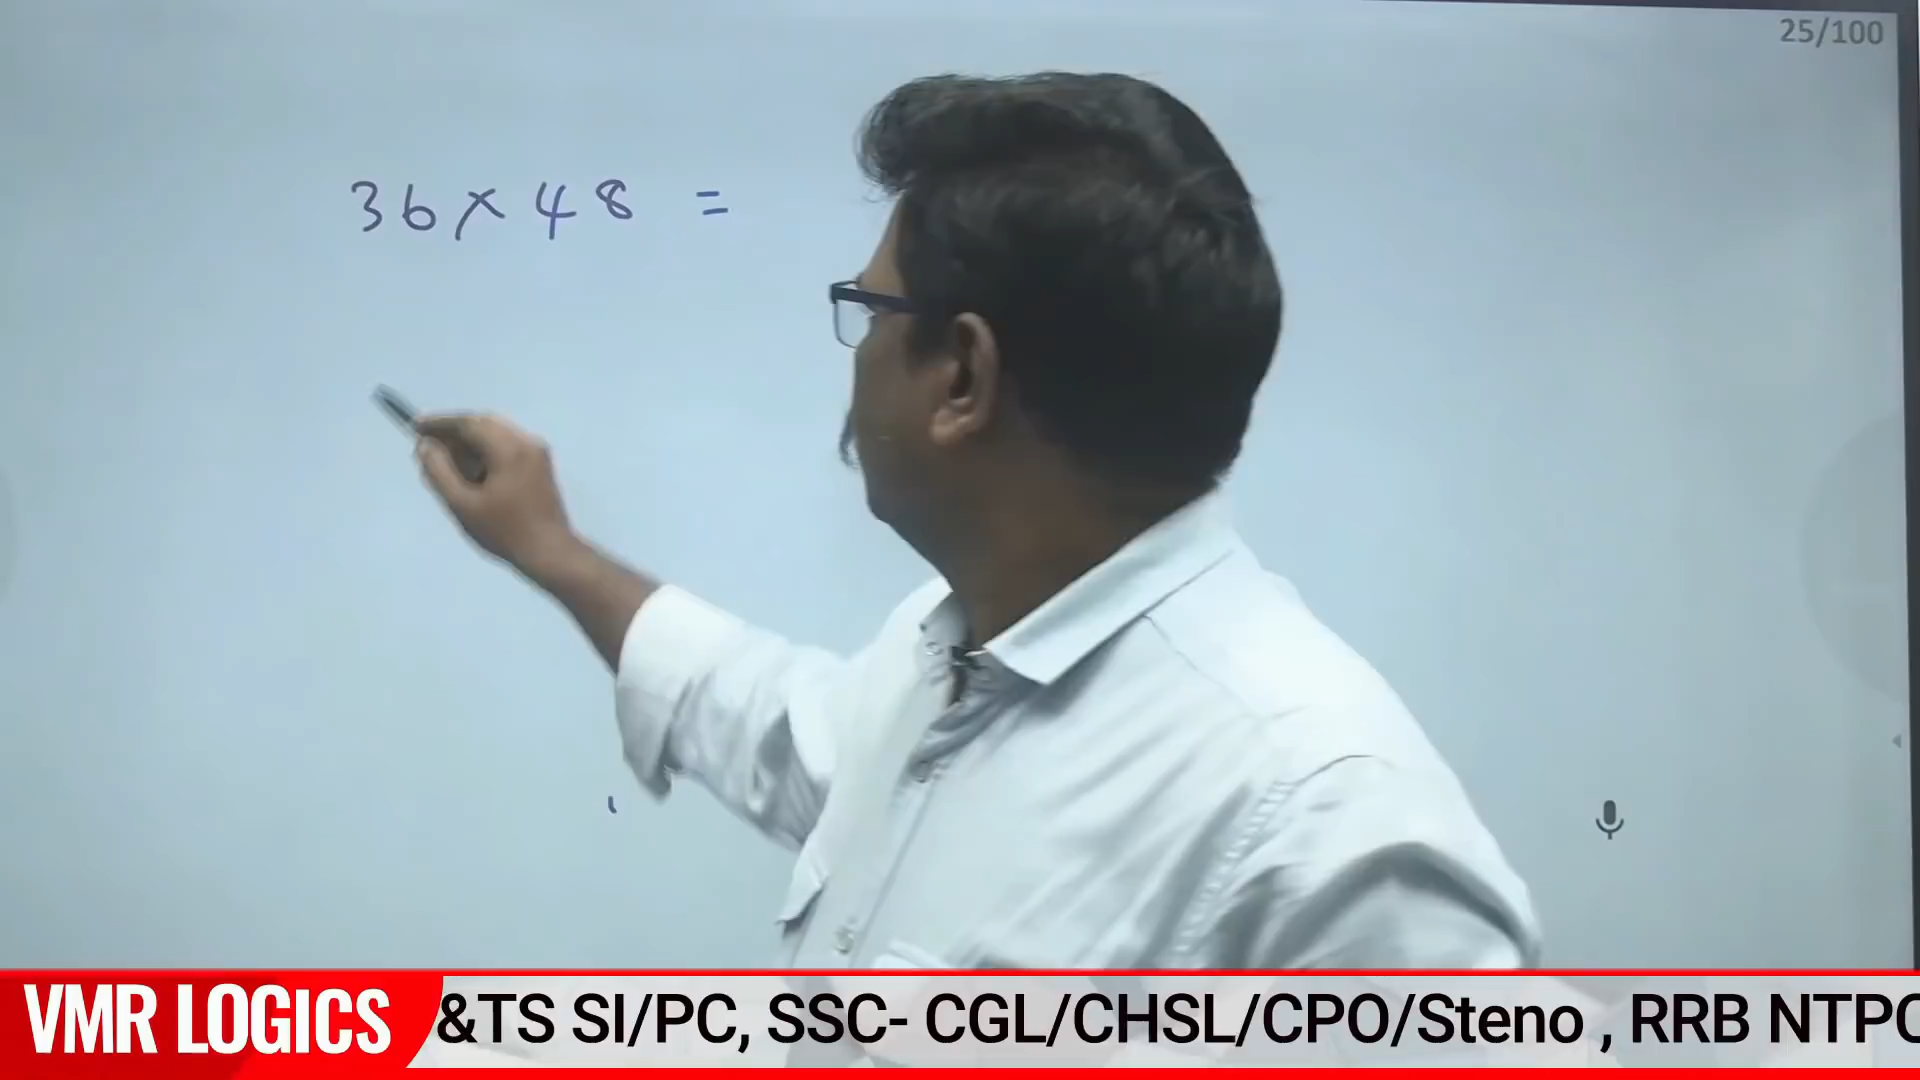 25/100
36 × 48 =
VMR LOGICS
&TS SI/PC, SSC- CGL/CHSL/CPO/Steno , RRB NTPC